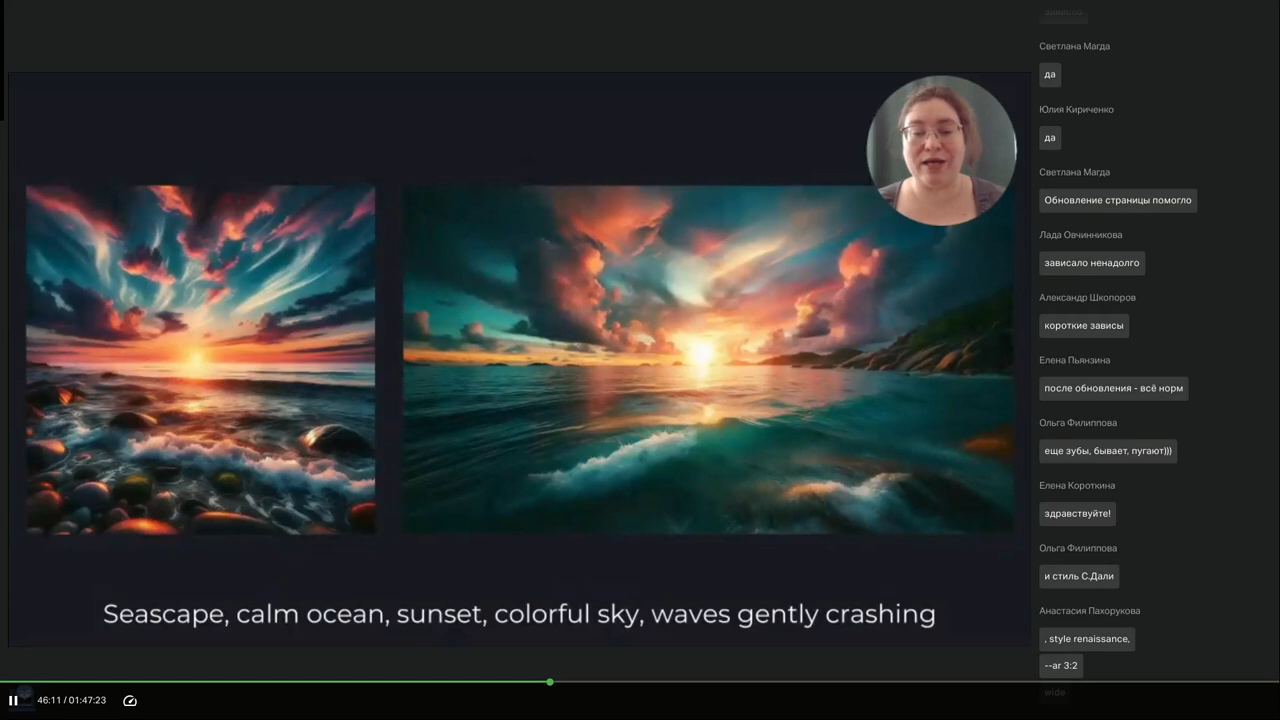 Seascape, calm ocean, sunset, colorful sky, waves gently crashing
46:11 / 01:47:23
Светлана Магда
да
Юлия Кириченко
да
Светлана Магда
Обновление страницы помогло
Лада Овчинникова
зависало ненадолго
Александр Шкопоров
короткие зависы
Елена Пьянзина
после обновления - всё норм
Ольга Филиппова
еще зубы, бывает, пугают)))
Елена Короткина
здравствуйте!
Ольга Филиппова
и стиль С.Дали
Анастасия Пахорукова
, style renaissance,
--ar 3:2
wide